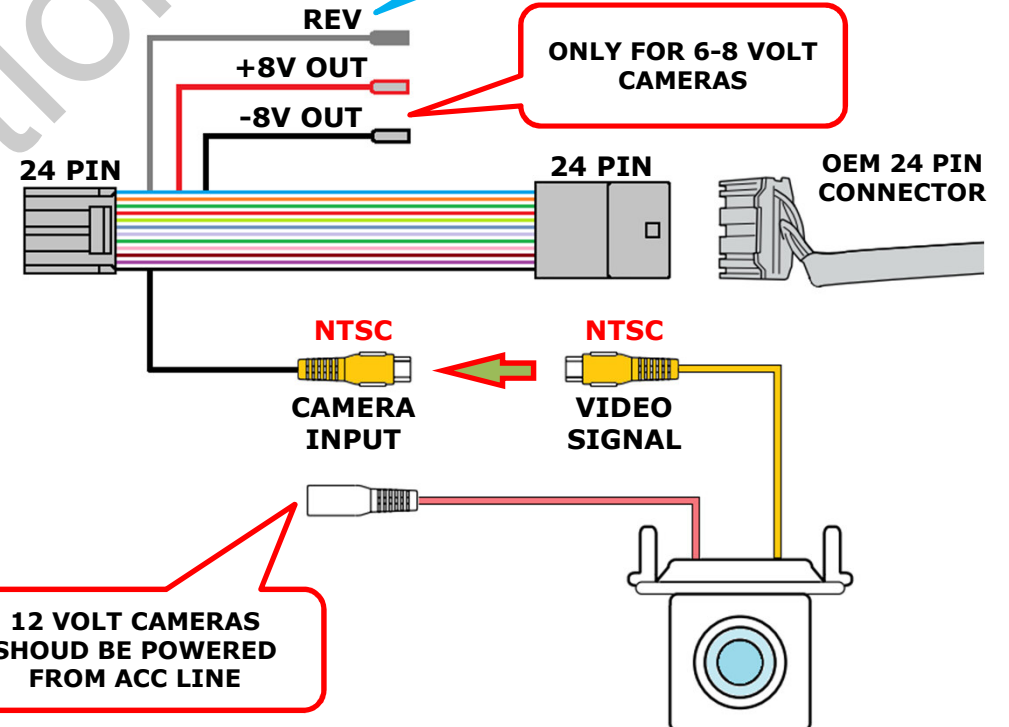 REV
+8V OUT
-8V OUT
ONLY FOR 6-8 VOLT
CAMERAS
24 PIN
24 PIN
OEM 24 PIN
CONNECTOR
NTSC
NTSC
CAMERA
INPUT
VIDEO
SIGNAL
12 VOLT CAMERAS
SHOUD BE POWERED
FROM ACC LINE